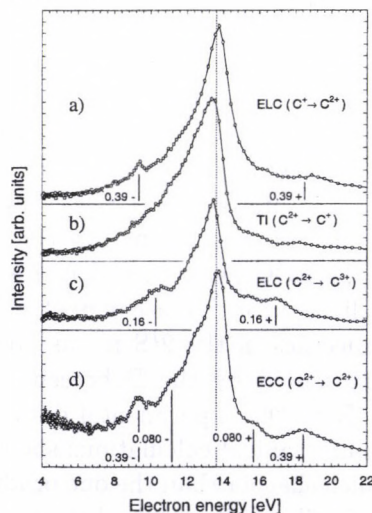 a)
ELC (C⁺→ C²⁺)
0.39 -
0.39 +
b)
TI (C²⁺→ C⁺)
c)
ELC (C²⁺→ C³⁺)
0.16 -
0.16 +
d)
ECC (C²⁺→ C²⁺)
0.080 -
0.080 +
0.39 -
0.39 +
4 6 8 10 12 14 16 18 20 22
Electron energy [eV]
Intensity [arb. units]